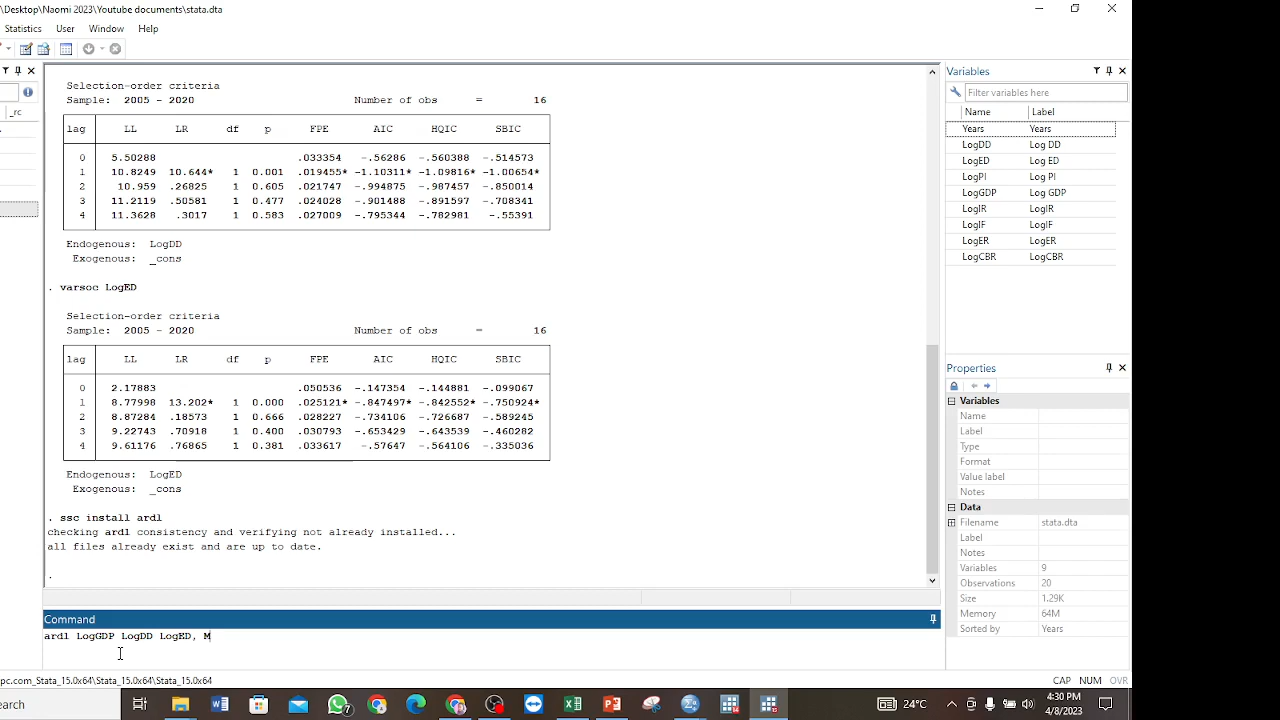 \Desktop\Naomi 2023\Youtube documents\stata.dta
Statistics User Window Help
_rc
Selection-order criteria
Sample: 2005 - 2020 Number of obs = 16
lag LL LR df p FPE AIC HQIC SBIC
0 5.50288 .033354 -.56286 -.560388 -.514573
1 10.8249 10.644* 1 0.001 .019455* -1.10311* -1.09816* -1.00654*
2 10.959 .26825 1 0.605 .021747 -.994875 -.987457 -.850014
3 11.2119 .50581 1 0.477 .024028 -.901488 -.891597 -.708341
4 11.3628 .3017 1 0.583 .027009 -.795344 -.782981 -.55391
Endogenous: LogDD
Exogenous: _cons
. varsoc LogED
Selection-order criteria
Sample: 2005 - 2020 Number of obs = 16
lag LL LR df p FPE AIC HQIC SBIC
0 2.17883 .050536 -.147354 -.144881 -.099067
1 8.77998 13.202* 1 0.000 .025121* -.847497* -.842552* -.750924*
2 8.87284 .18573 1 0.666 .028227 -.734106 -.726687 -.589245
3 9.22743 .70918 1 0.400 .030793 -.653429 -.643539 -.460282
4 9.61176 .76865 1 0.381 .033617 -.57647 -.564106 -.335036
Endogenous: LogED
Exogenous: _cons
. ssc install ardl
checking ardl consistency and verifying not already installed...
all files already exist and are up to date.
.
Command
ardl LogGDP LogDD LogED, M
pc.com_Stata_15.0x64\Stata_15.0x64\Stata_15.0x64
Variables
Filter variables here
Name Label
Years Years
LogDD Log DD
LogED Log ED
LogPI Log PI
LogGDP Log GDP
LogIR LogIR
LogIF LogIF
LogER LogER
LogCBR LogCBR
Properties
Variables
Name
Label
Type
Format
Value label
Notes
Data
Filename stata.dta
Label
Notes
Variables 9
Observations 20
Size 1.29K
Memory 64M
Sorted by Years
CAP NUM OVR
earch
24°C
4:30 PM
4/8/2023